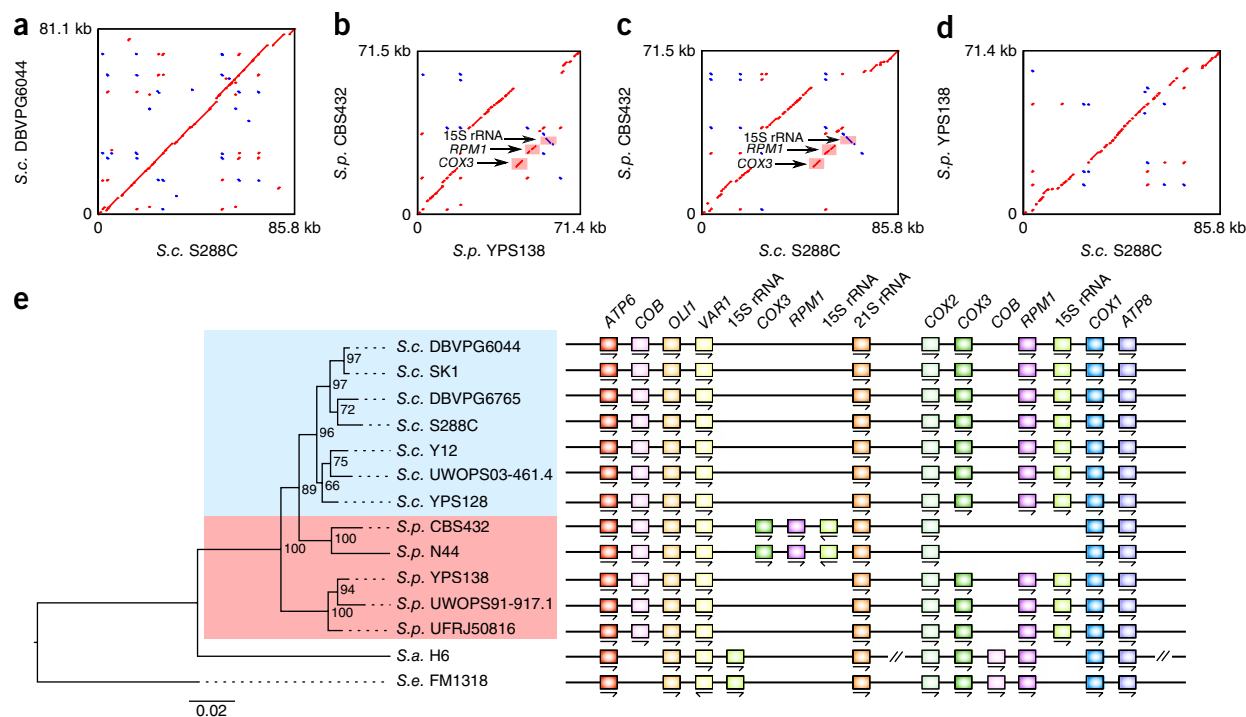 a
81.1 kb
S.c. DBVPG6044
0
0
85.8 kb
S.c. S288C
b
71.5 kb
S.p. CBS432
15S rRNA
RPM1
COX3
0
0
71.4 kb
S.p. YPS138
c
71.5 kb
S.p. CBS432
15S rRNA
RPM1
COX3
0
0
85.8 kb
S.c. S288C
d
71.4 kb
S.p. YPS138
0
0
85.8 kb
S.c. S288C
e
ATP6 COB OLI1 VAR1 15S rRNA COX3 RPM1 15S rRNA 21S rRNA COX2 COX3 COB RPM1 15S rRNA COX1 ATP8
S.c. DBVPG6044
97
S.c. SK1
97
S.c. DBVPG6765
72
S.c. S288C
96
S.c. Y12
75
S.c. UWOPS03-461.4
89 66
S.c. YPS128
S.p. CBS432
100 100
S.p. N44
S.p. YPS138
94
S.p. UWOPS91-917.1
100
S.p. UFRJ50816
S.a. H6
//
//
S.e. FM1318
0.02